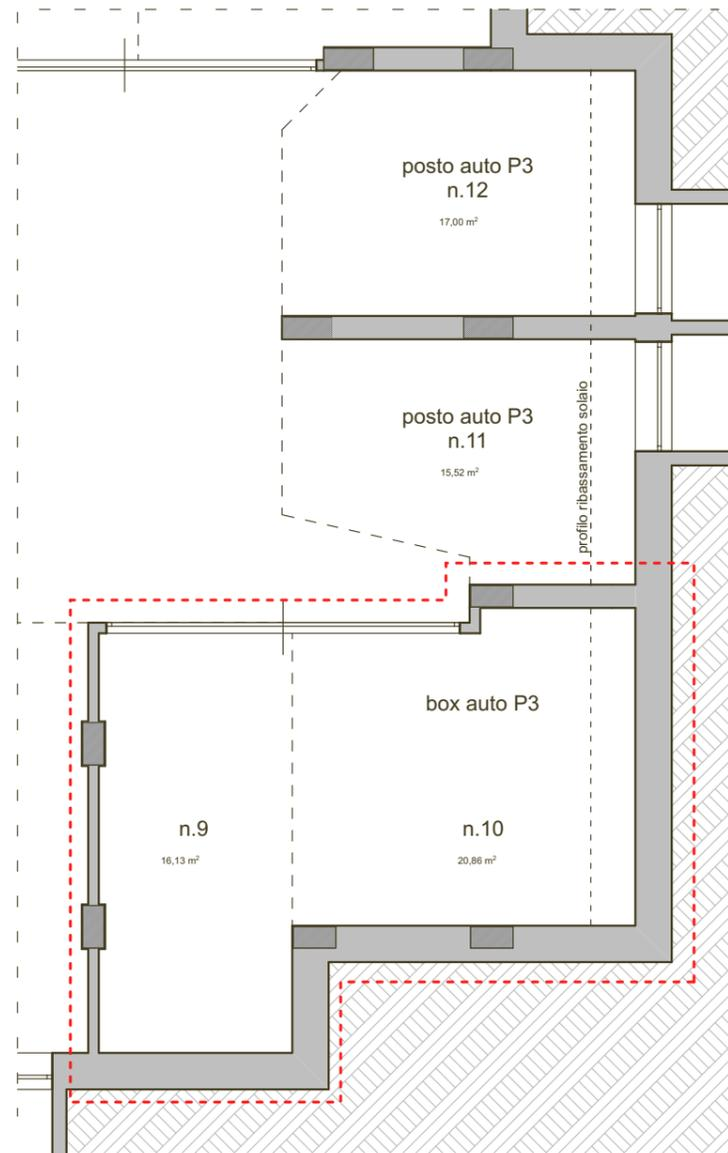 posto auto P3
n.12
17,00 m²
posto auto P3
n.11
15,52 m²
profilo ribassamento solaio
box auto P3
n.9
n.10
16,13 m²
20,86 m²